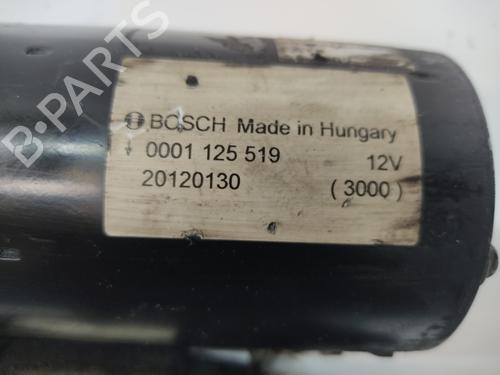 BOSCH Made in Hungary
0001 125 519 12V
20120130 (3000)
B-PARTS